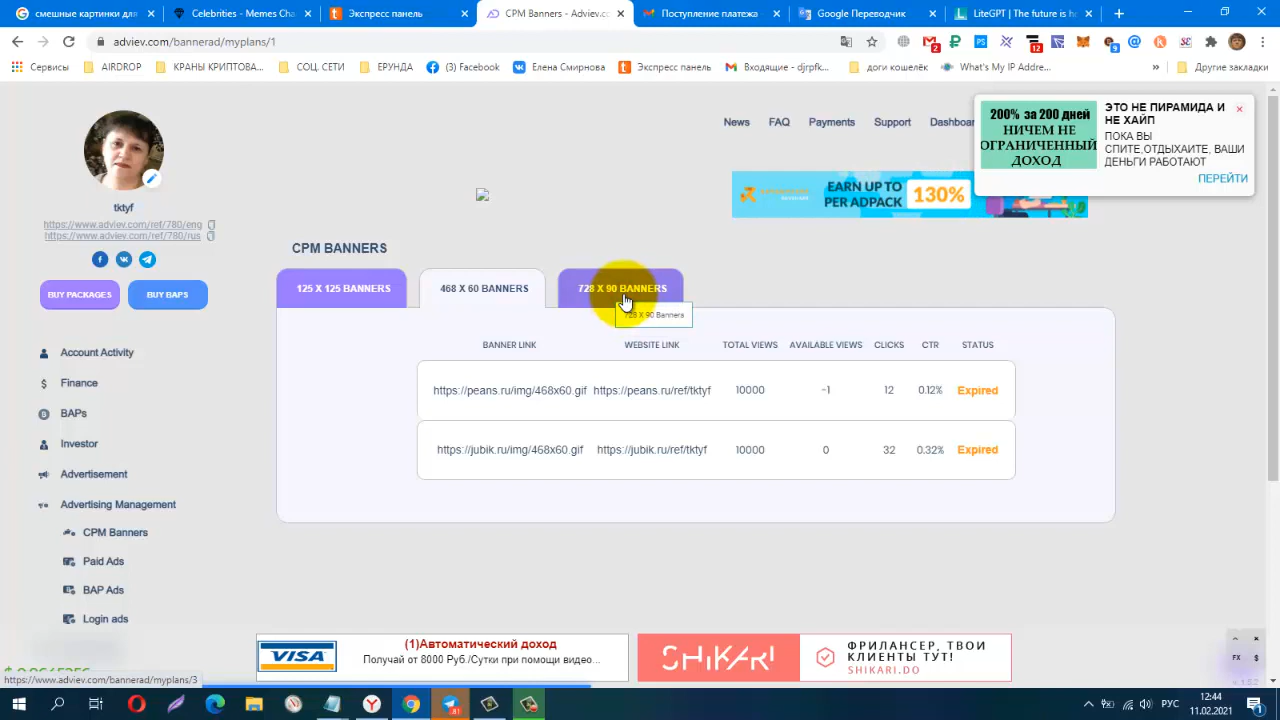 смешные картинки для
Celebrities - Memes Cha
Экспресс панель
CPM Banners - Adviev.co
Поступление платежа
Google Переводчик
LiteGPT | The future is h
adviev.com/bannerad/myplans/1
Сервисы
AIRDROP
КРАНЫ КРИПТОВА...
СОЦ. СЕТИ
ЕРУНДА
(3) Facebook
Елена Смирнова
Экспресс панель
Входящие - djrpfk...
доги кошелёк
What's My IP Addre...
Другие закладки
News
FAQ
Payments
Support
Dashboar
200% за 200 дней
НИЧЕМ НЕ
ОГРАНИЧЕННЫЙ
ДОХОД
ЭТО НЕ ПИРАМИДА И
НЕ ХАЙП
ПОКА ВЫ
СПИТЕ,ОТДЫХАИТЕ, ВАШИ
ДЕНЬГИ РАБОТАЮТ
ПЕРЕЙТИ
EARN UP TO
PER ADPACK
130%
tktyf
https://www.adviev.com/ref/780/eng
https://www.adviev.com/ref/780/rus
BUY PACKAGES
BUY BAPS
Account Activity
Finance
BAPs
Investor
Advertisement
Advertising Management
CPM Banners
Paid Ads
BAP Ads
Login ads
CPM BANNERS
125 X 125 BANNERS
468 X 60 BANNERS
728 X 90 BANNERS
728 X 90 Banners
BANNER LINK WEBSITE LINK TOTAL VIEWS AVAILABLE VIEWS CLICKS CTR STATUS
https://peans.ru/img/468x60.gif https://peans.ru/ref/tktyf 10000 -1 12 0.12% Expired
https://jubik.ru/img/468x60.gif https://jubik.ru/ref/tktyf 10000 0 32 0.32% Expired
VISA
(1)Автоматический доход
Получай от 8000 Руб./Сутки при помощи видео...
SHIKARI
ФРИЛАНСЕР, ТВОИ
КЛИЕНТЫ ТУТ!
SHIKARI.DO
https://www.adviev.com/bannerad/myplans/3
РУС
12:44
11.02.2021